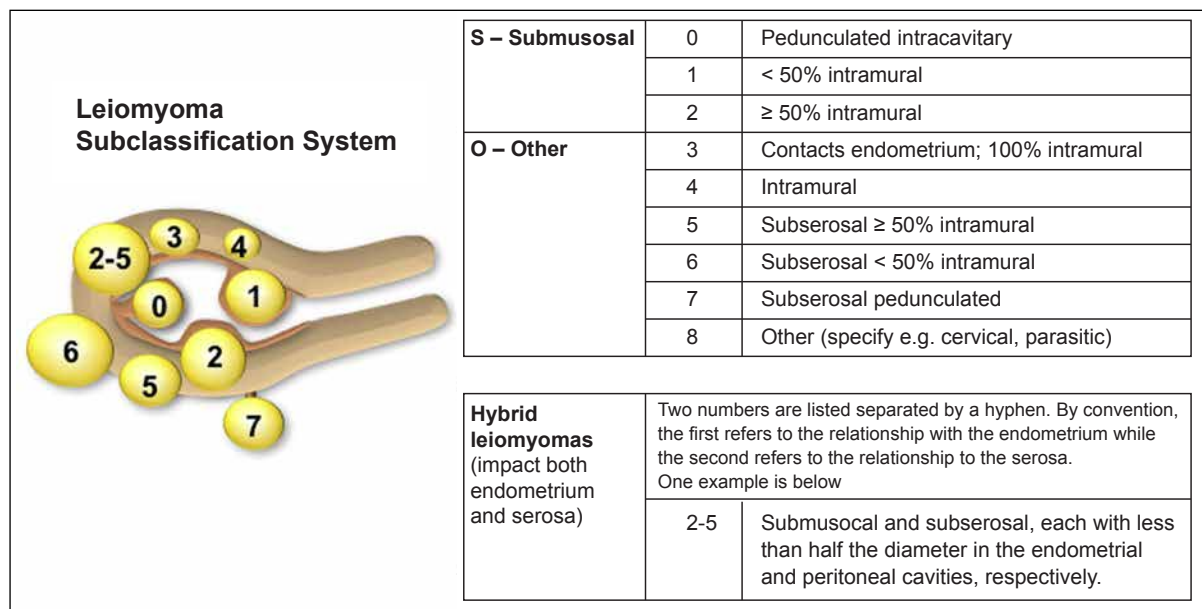 Leiomyoma
Subclassification System
3
4
2-5
0
1
6
2
5
7
S – Submusosal 0 Pedunculated intracavitary
1 < 50% intramural
2 ≥ 50% intramural
O – Other 3 Contacts endometrium; 100% intramural
4 Intramural
5 Subserosal ≥ 50% intramural
6 Subserosal < 50% intramural
7 Subserosal pedunculated
8 Other (specify e.g. cervical, parasitic)
Hybrid
leiomyomas
(impact both
endometrium
and serosa)
Two numbers are listed separated by a hyphen. By convention,
the first refers to the relationship with the endometrium while
the second refers to the relationship to the serosa.
One example is below
2-5 Submusocal and subserosal, each with less
than half the diameter in the endometrial
and peritoneal cavities, respectively.